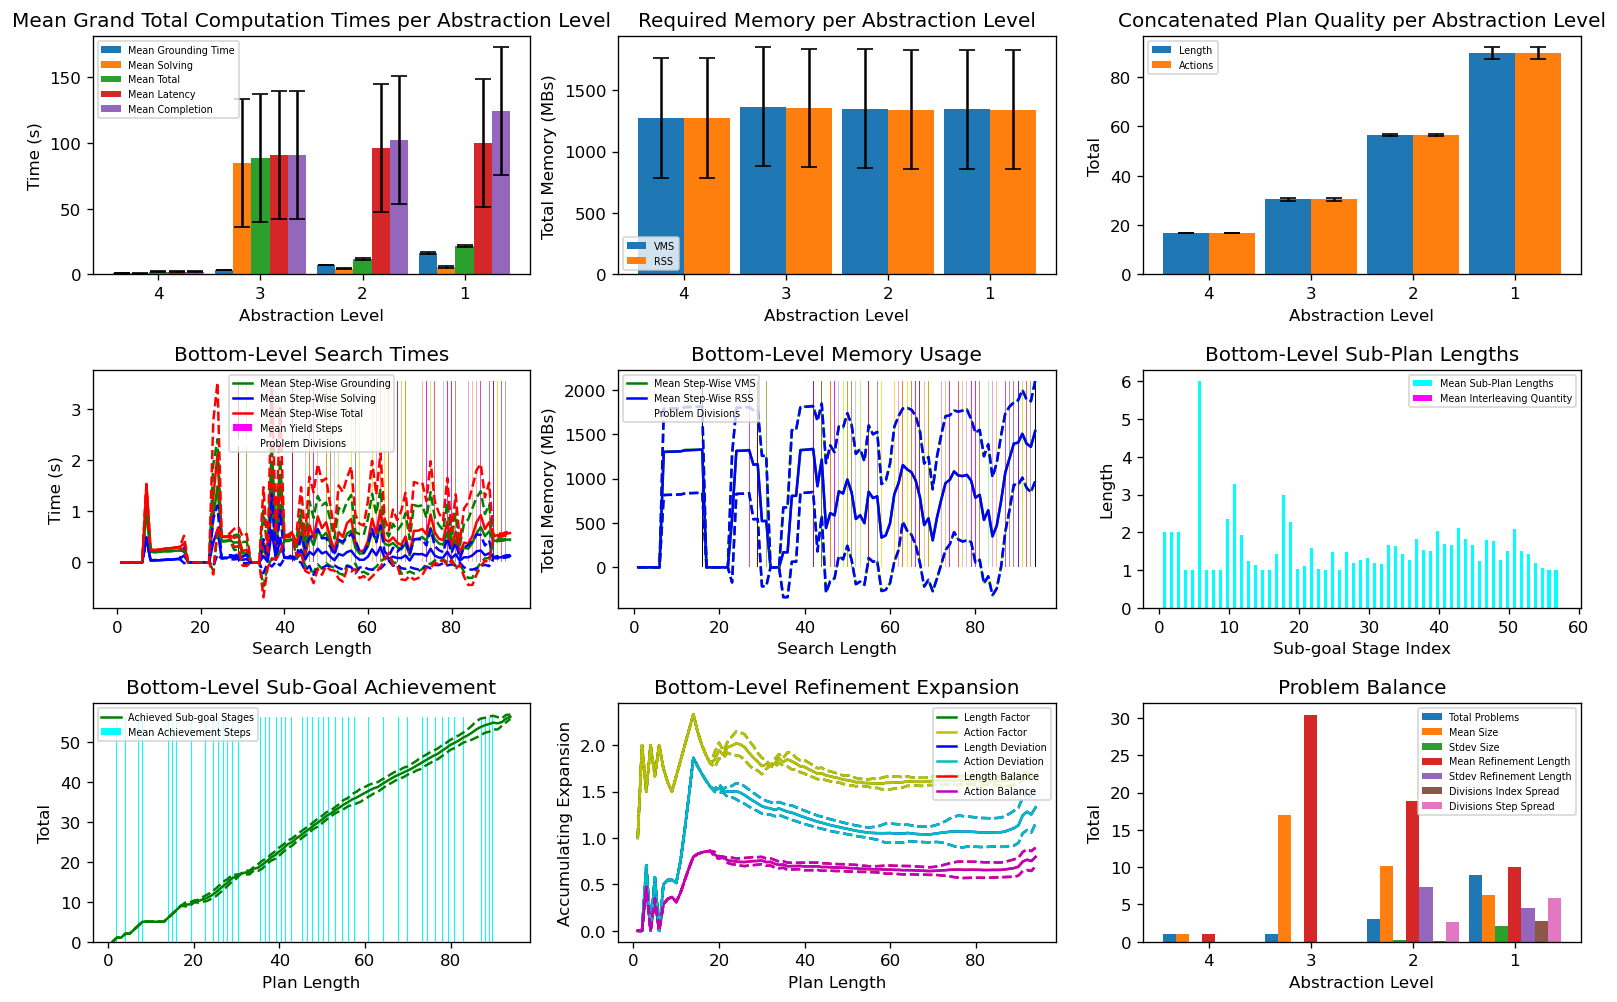 Mean Grand Total Computation Times per Abstraction Level
Time (s)
150
100
50
0
Mean Grounding Time
Mean Solving
Mean Total
Mean Latency
Mean Completion
4 3 2 1
Abstraction Level
Required Memory per Abstraction Level
Total Memory (MBs)
1500
1000
500
0
VMS
RSS
4 3 2 1
Abstraction Level
Concatenated Plan Quality per Abstraction Level
Total
80
60
40
20
0
Length
Actions
4 3 2 1
Abstraction Level
Bottom-Level Search Times
Time (s)
3
2
1
0
Mean Step-Wise Grounding
Mean Step-Wise Solving
Mean Step-Wise Total
Mean Yield Steps
Problem Divisions
0 20 40 60 80
Search Length
Bottom-Level Memory Usage
Total Memory (MBs)
2000
1500
1000
500
0
Mean Step-Wise VMS
Mean Step-Wise RSS
Problem Divisions
0 20 40 60 80
Search Length
Bottom-Level Sub-Plan Lengths
Length
6
5
4
3
2
1
0
Mean Sub-Plan Lengths
Mean Interleaving Quantity
0 10 20 30 40 50 60
Sub-goal Stage Index
Bottom-Level Sub-Goal Achievement
Total
50
40
30
20
10
0
Achieved Sub-goal Stages
Mean Achievement Steps
0 20 40 60 80
Plan Length
Bottom-Level Refinement Expansion
Accumulating Expansion
2.0
1.5
1.0
0.5
0.0
Length Factor
Action Factor
Length Deviation
Action Deviation
Length Balance
Action Balance
0 20 40 60 80
Plan Length
Problem Balance
Total
30
25
20
15
10
5
0
Total Problems
Mean Size
Stdev Size
Mean Refinement Length
Stdev Refinement Length
Divisions Index Spread
Divisions Step Spread
4 3 2 1
Abstraction Level